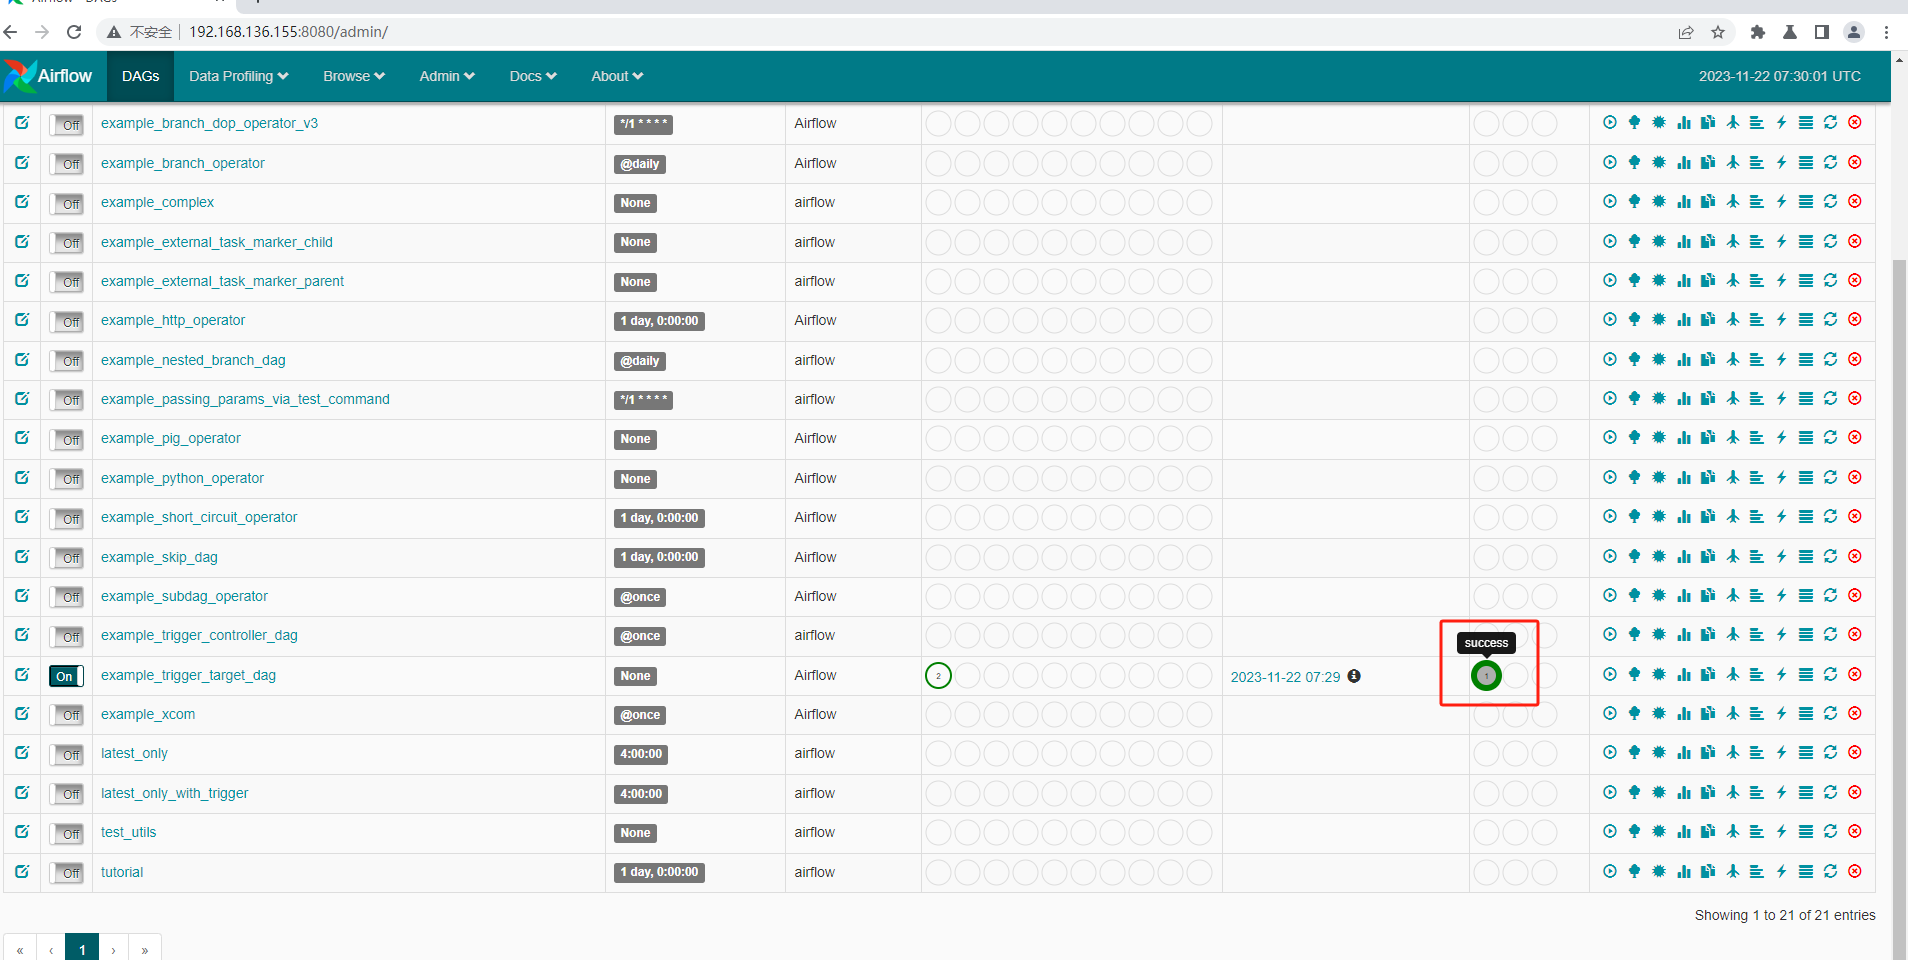 不安全 192.168.136.155:8080/admin/
Airflow DAGs Data Profiling Browse Admin Docs About 2023-11-22 07:30:01 UTC
Off example_branch_dop_operator_v3 */1 * * * * Airflow
Off example_branch_operator @daily Airflow
Off example_complex None airflow
Off example_external_task_marker_child None airflow
Off example_external_task_marker_parent None airflow
Off example_http_operator 1 day, 0:00:00 Airflow
Off example_nested_branch_dag @daily airflow
Off example_passing_params_via_test_command */1 * * * * airflow
Off example_pig_operator None Airflow
Off example_python_operator None Airflow
Off example_short_circuit_operator 1 day, 0:00:00 Airflow
Off example_skip_dag 1 day, 0:00:00 Airflow
Off example_subdag_operator @once Airflow
Off example_trigger_controller_dag @once airflow
success
On example_trigger_target_dag None Airflow 2 2023-11-22 07:29 1
Off example_xcom @once Airflow
Off latest_only 4:00:00 Airflow
Off latest_only_with_trigger 4:00:00 airflow
Off test_utils None airflow
Off tutorial 1 day, 0:00:00 airflow
Showing 1 to 21 of 21 entries
« ‹ 1 › »